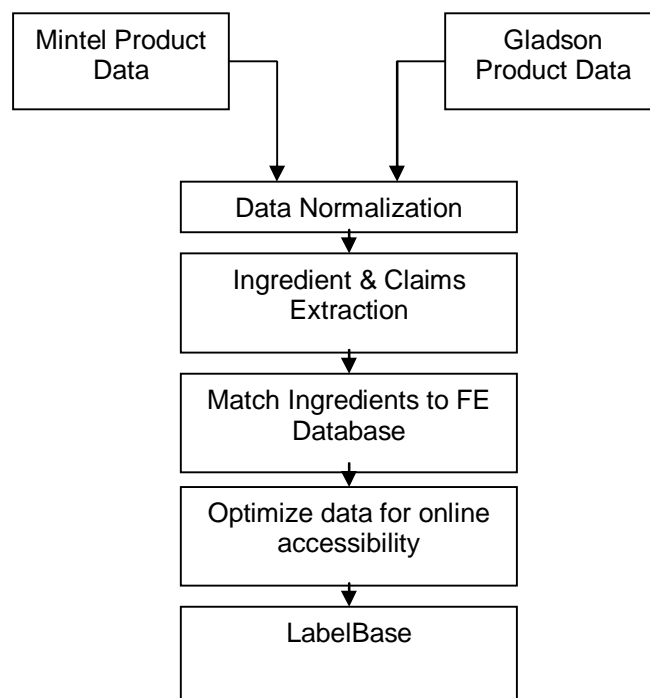 Mintel Product
Data
Gladson
Product Data
Data Normalization
Ingredient & Claims
Extraction
Match Ingredients to FE
Database
Optimize data for online
accessibility
LabelBase